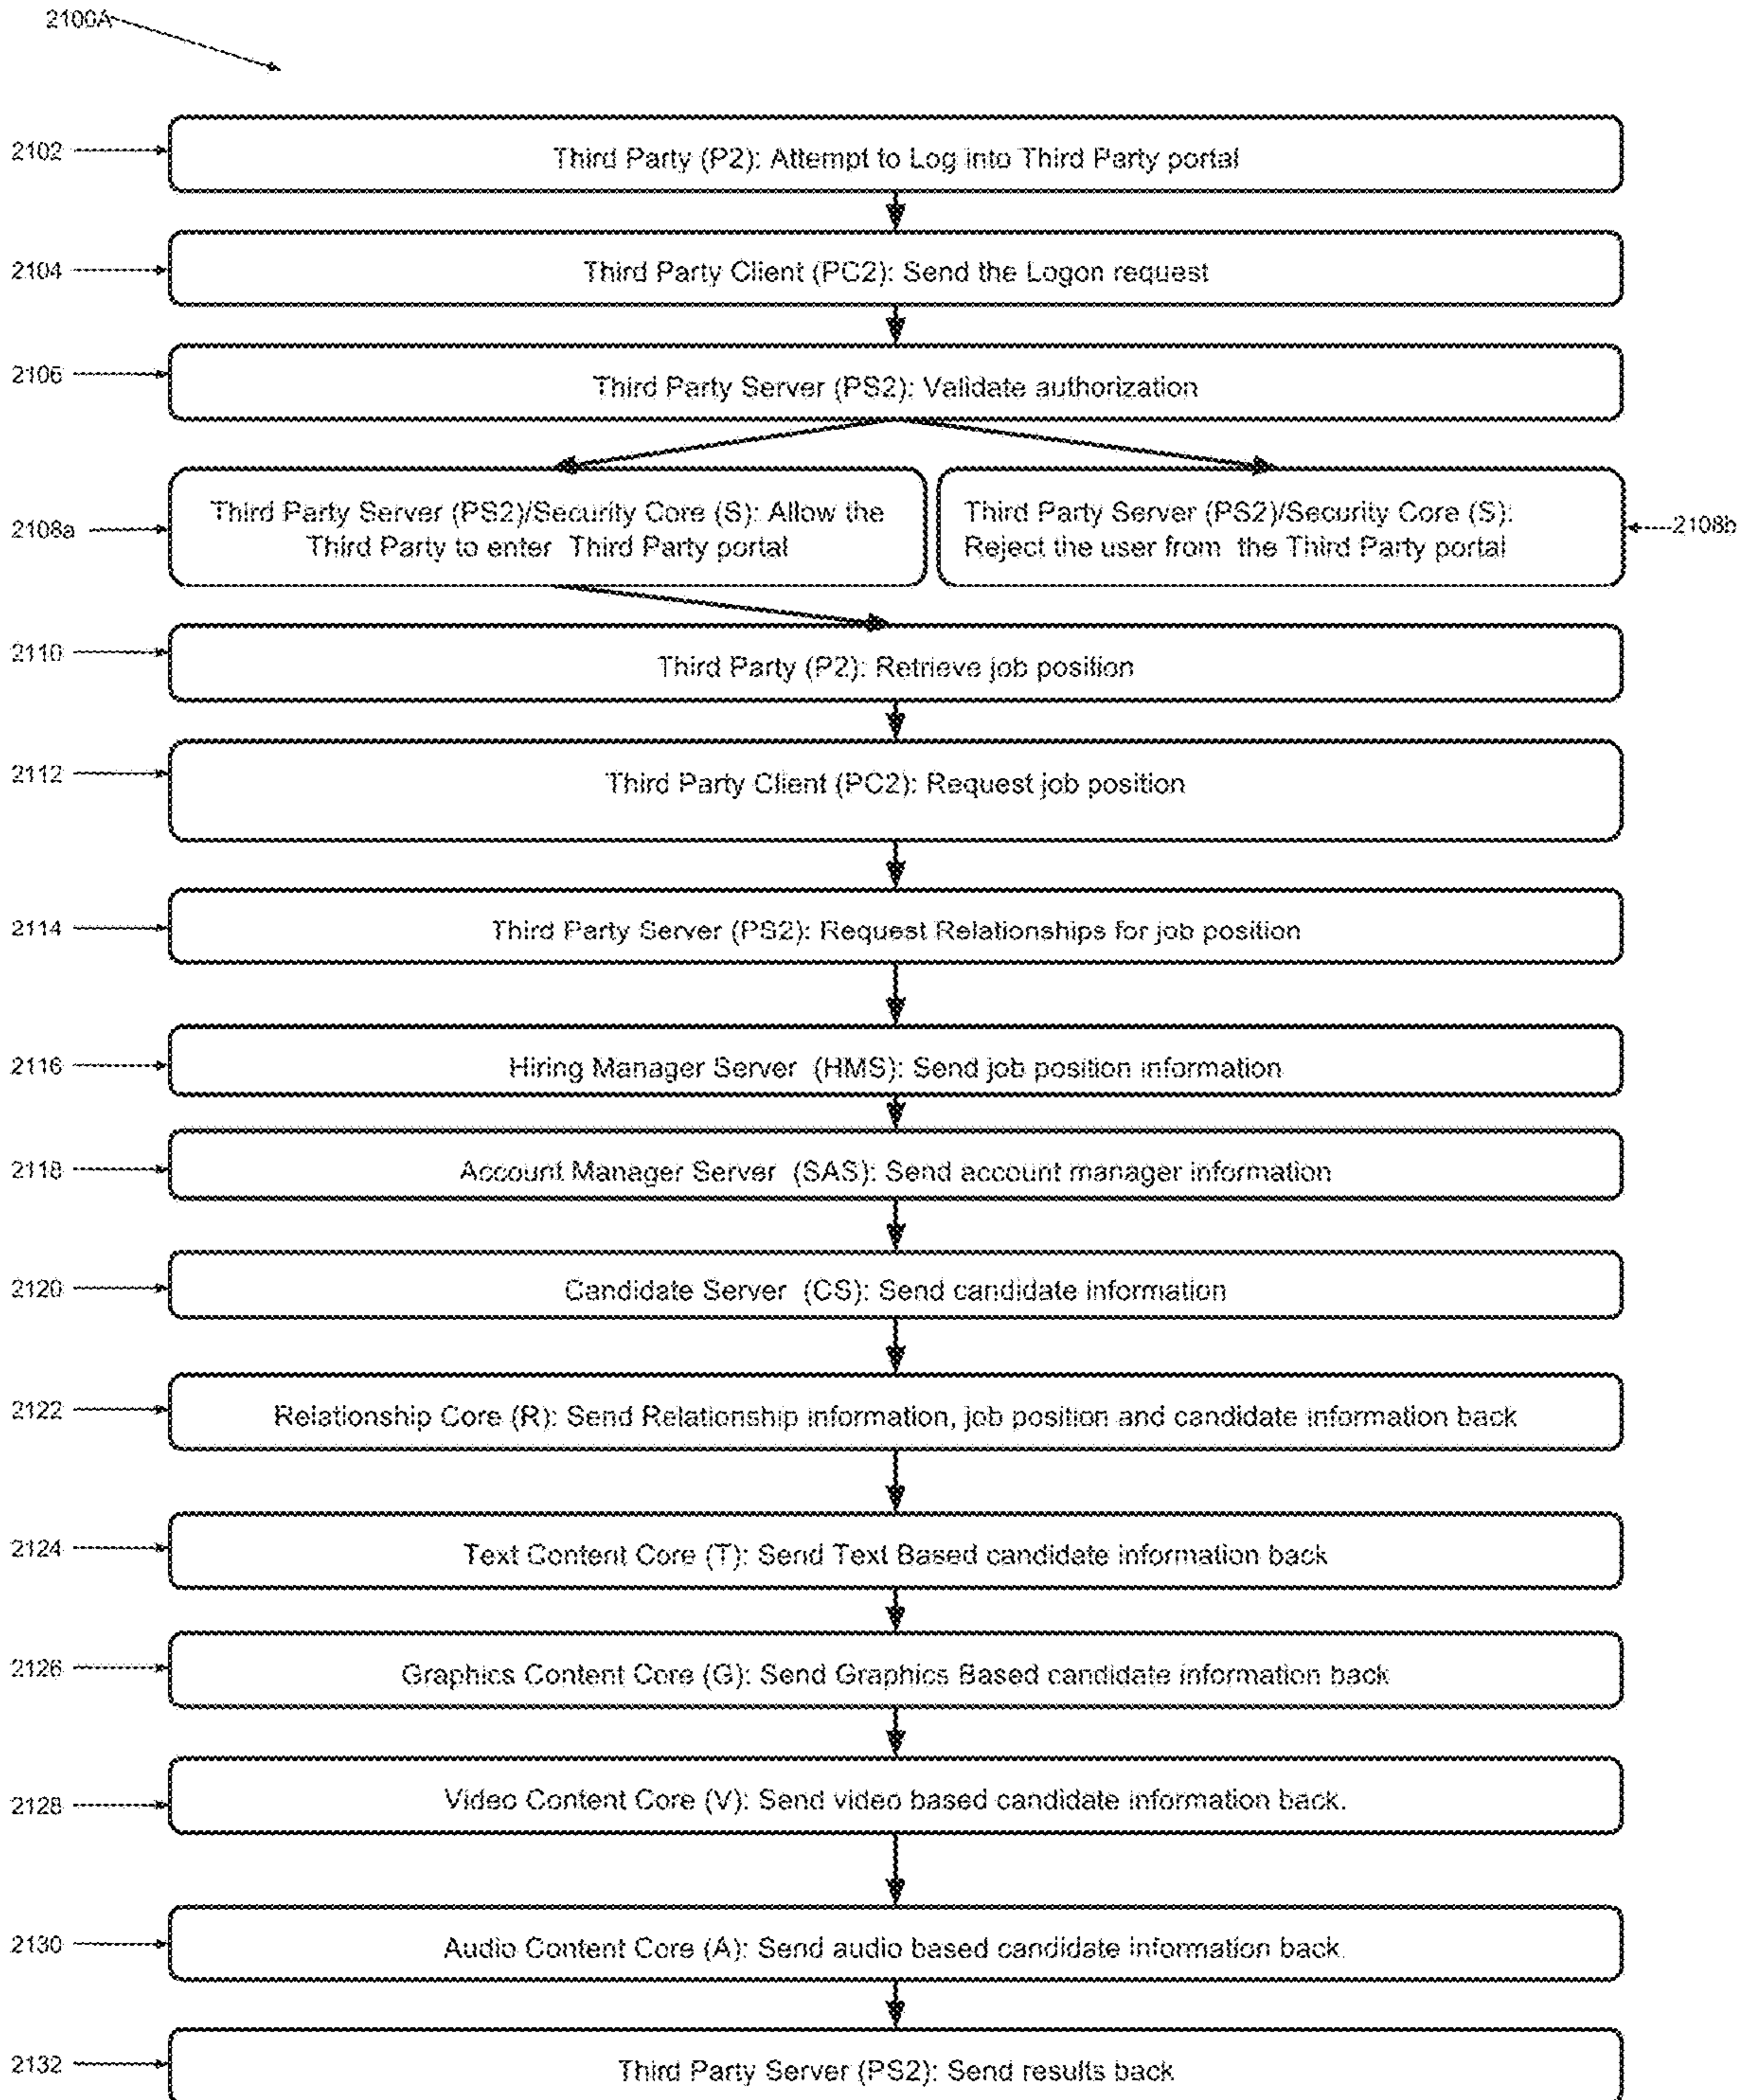 2100A
2102
Third Party (P2): Attempt to Log into Third Party portal
2104
Third Party Client (PC2): Send the Logon request
2106
Third Party Server (PS2): Validate authorization
2108a
Third Party Server (PS2)/Security Core (S): Allow the
Third Party to enter Third Party portal
Third Party Server (PS2)/Security Core (S):
Reject the user from the Third Party portal
2108b
2110
Third Party (P2): Retrieve job position
2112
Third Party Client (PC2): Request job position
2114
Third Party Server (PS2): Request Relationships for job position
2116
Hiring Manager Server (HMS): Send job position information
2118
Account Manager Server (SAS): Send account manager information
2120
Candidate Server (CS): Send candidate information
2122
Relationship Core (R): Send Relationship information, job position and candidate information back
2124
Text Content Core (T): Send Text Based candidate information back
2126
Graphics Content Core (G): Send Graphics Based candidate information back
2128
Video Content Core (V): Send video based candidate information back.
2130
Audio Content Core (A): Send audio based candidate information back.
2132
Third Party Server (PS2): Send results back